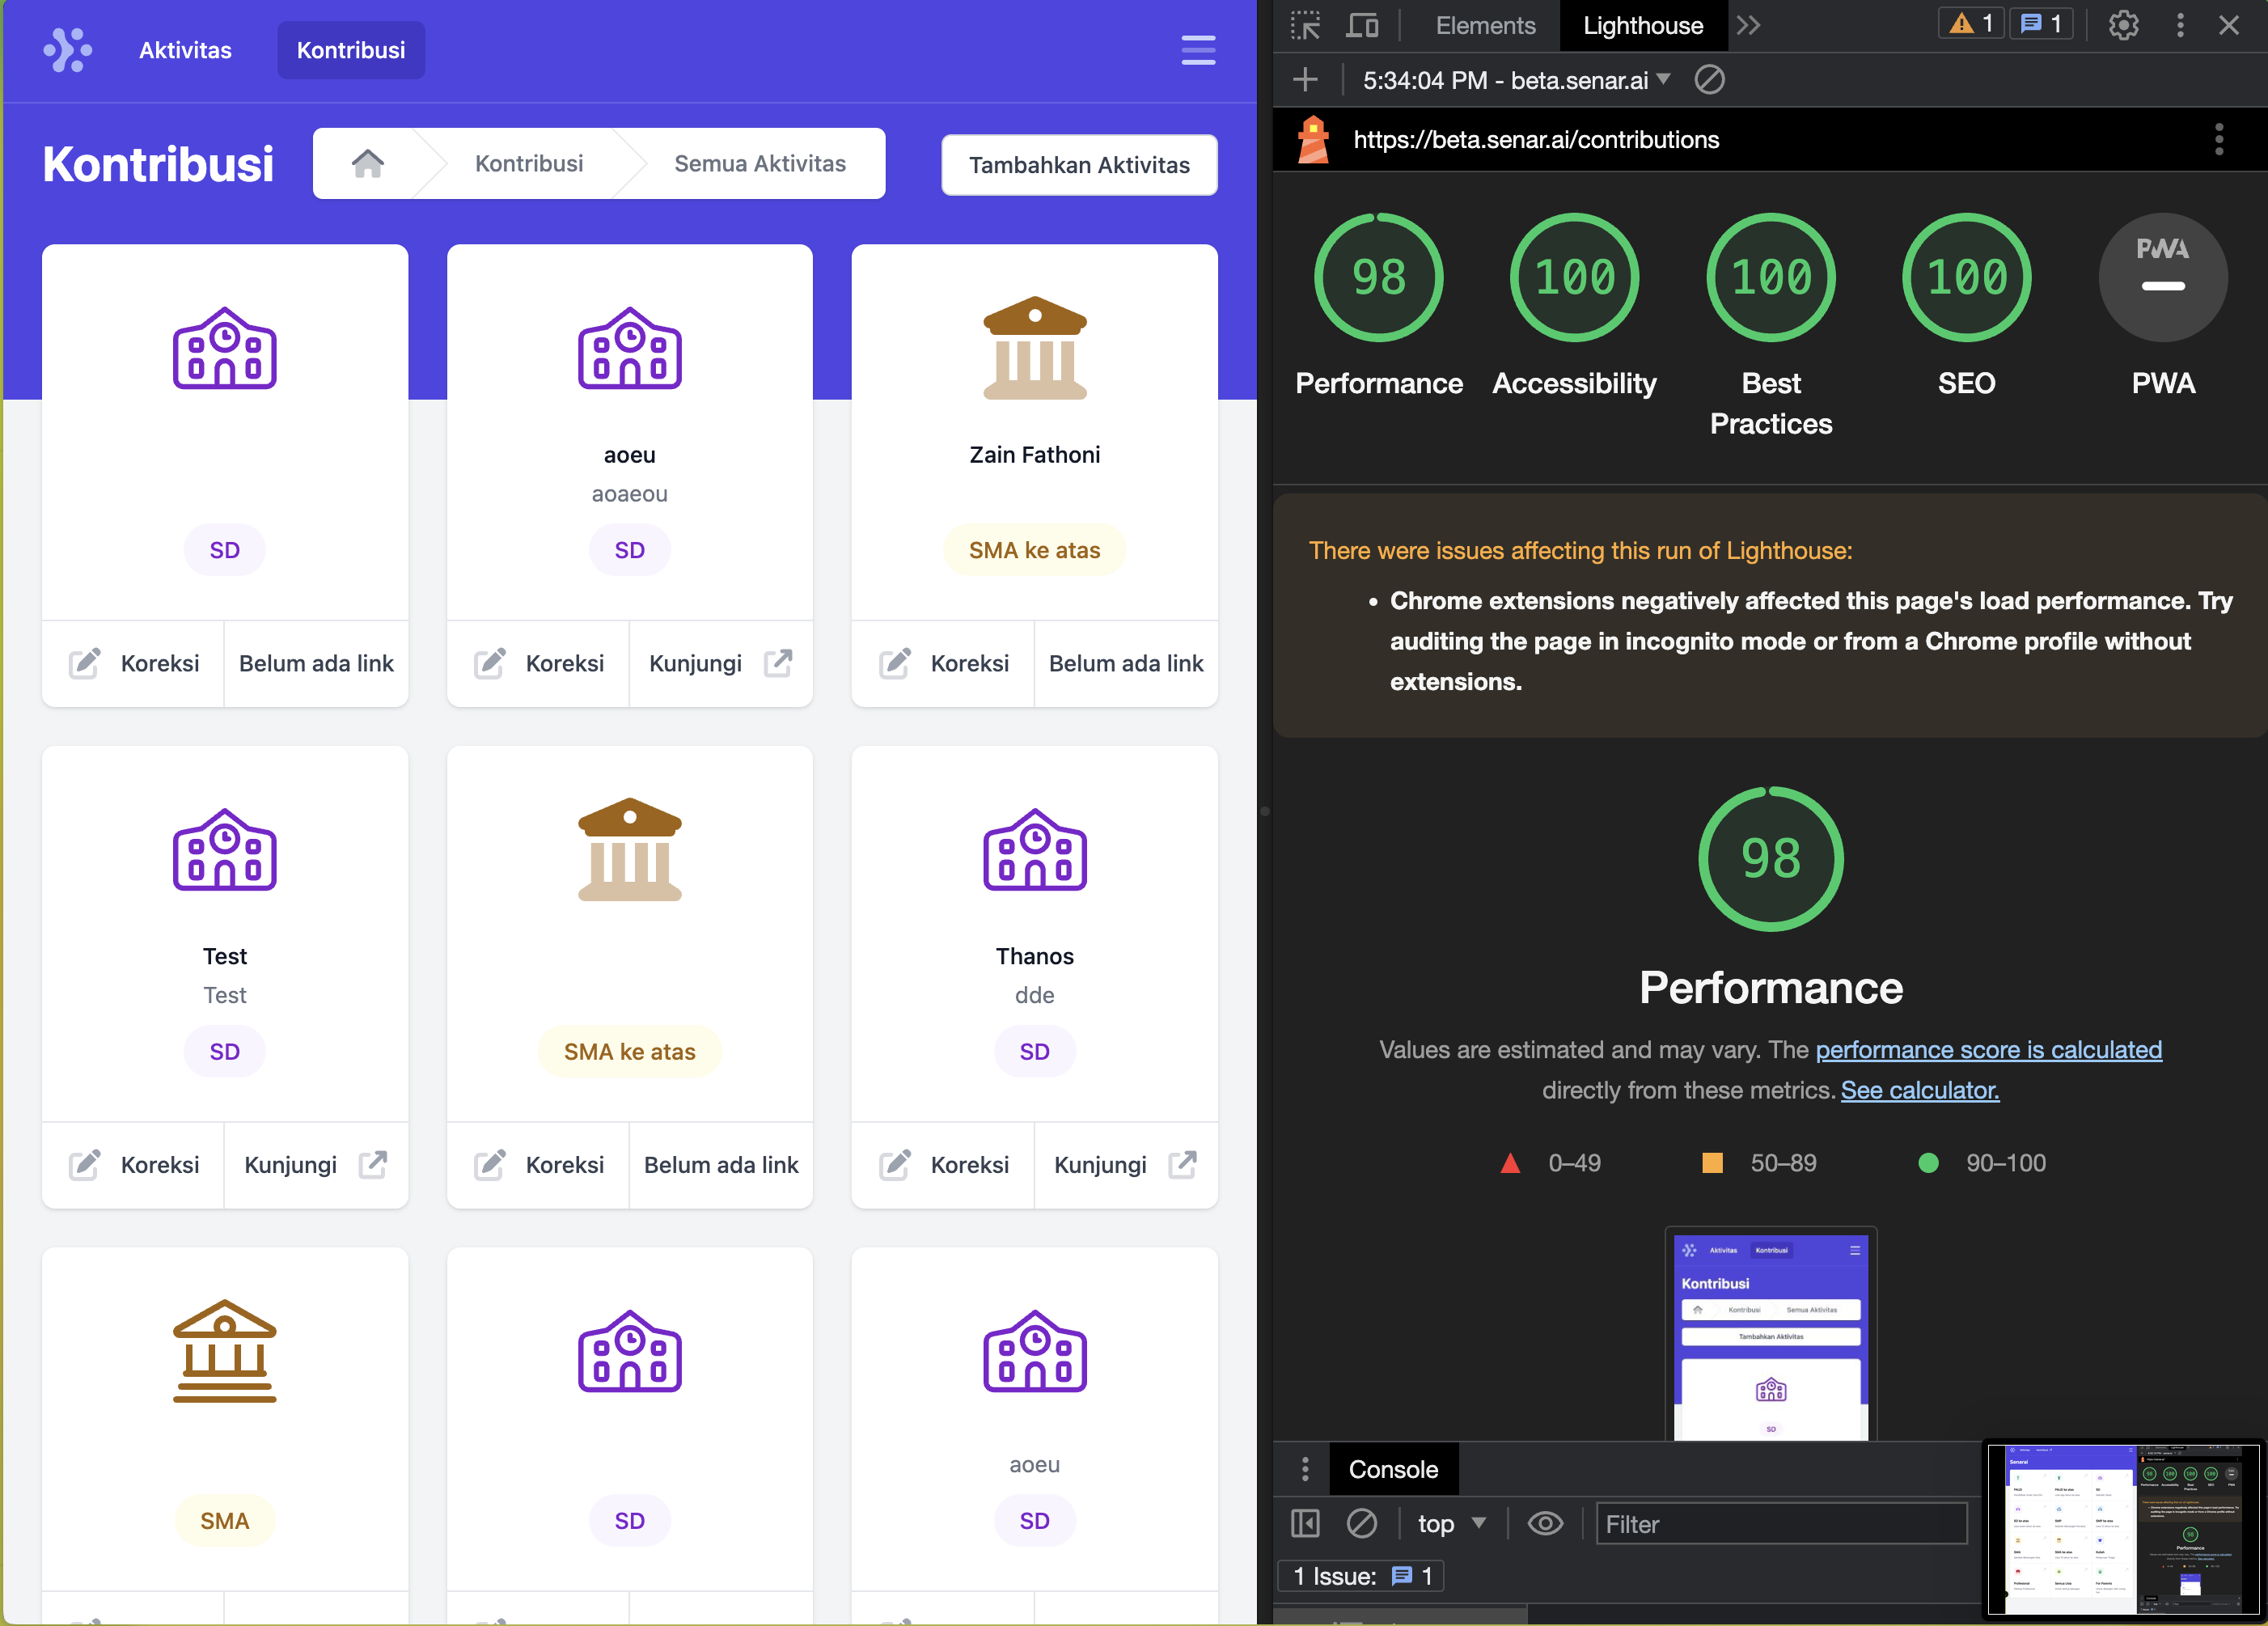 Aktivitas
Kontribusi
Kontribusi
Kontribusi
Semua Aktivitas
Tambahkan Aktivitas
SD
Koreksi
Belum ada link
aoeu
aoaeou
SD
Koreksi
Kunjungi
Zain Fathoni
SMA ke atas
Koreksi
Belum ada link
Test
Test
SD
Koreksi
Kunjungi
SMA ke atas
Koreksi
Belum ada link
Thanos
dde
SD
Koreksi
Kunjungi
SMA
SD
aoeu
SD
Elements
Lighthouse
1
1
5:34:04 PM - beta.senar.ai
https://beta.senar.ai/contributions
98
Performance
100
Accessibility
100
Best
Practices
100
SEO
PWA
PWA
There were issues affecting this run of Lighthouse:
Chrome extensions negatively affected this page's load performance. Try
auditing the page in incognito mode or from a Chrome profile without
extensions.
98
Performance
Values are estimated and may vary. The performance score is calculated
directly from these metrics. See calculator.
0–49
50–89
90–100
Aktivitas
Kontribusi
Kontribusi
Kontribusi
Semua Aktivitas
Tambahkan Aktivitas
SD
Console
top
Filter
1 Issue:
1